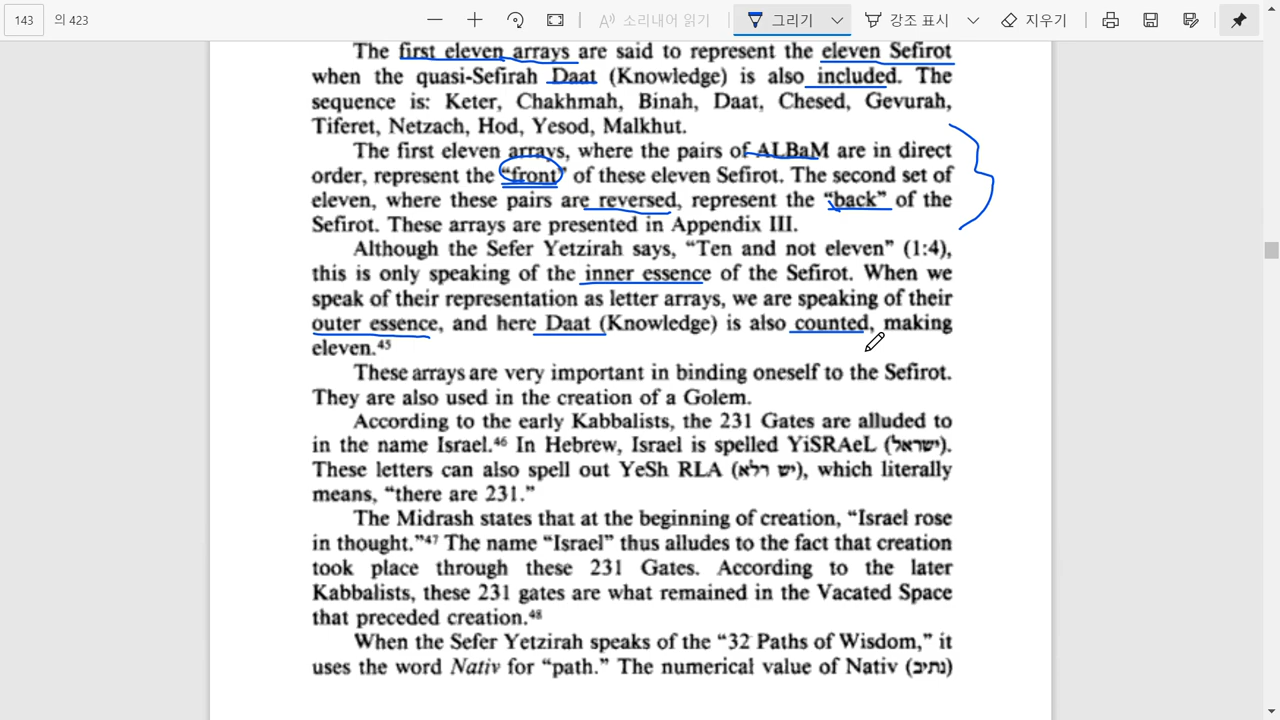 143 의 423 소리내어 읽기 그리기 강조 표시 지우기
The first eleven arrays are said to represent the eleven Sefirot
when the quasi-Sefirah Daat (Knowledge) is also included. The
sequence is: Keter, Chakhmah, Binah, Daat, Chesed, Gevurah,
Tiferet, Netzach, Hod, Yesod, Malkhut.
The first eleven arrays, where the pairs of ALBaM are in direct
order, represent the “front” of these eleven Sefirot. The second set of
eleven, where these pairs are reversed, represent the “back” of the
Sefirot. These arrays are presented in Appendix III.
Although the Sefer Yetzirah says, “Ten and not eleven” (1:4),
this is only speaking of the inner essence of the Sefirot. When we
speak of their representation as letter arrays, we are speaking of their
outer essence, and here Daat (Knowledge) is also counted, making
eleven.⁴⁵
These arrays are very important in binding oneself to the Sefirot.
They are also used in the creation of a Golem.
According to the early Kabbalists, the 231 Gates are alluded to
in the name Israel.⁴⁶ In Hebrew, Israel is spelled YiSRAeL (ישראל).
These letters can also spell out YeSh RLA (יש רלא), which literally
means, “there are 231.”
The Midrash states that at the beginning of creation, “Israel rose
in thought.”⁴⁷ The name “Israel” thus alludes to the fact that creation
took place through these 231 Gates. According to the later
Kabbalists, these 231 gates are what remained in the Vacated Space
that preceded creation.⁴⁸
When the Sefer Yetzirah speaks of the “32 Paths of Wisdom,” it
uses the word Nativ for “path.” The numerical value of Nativ (נתיב)